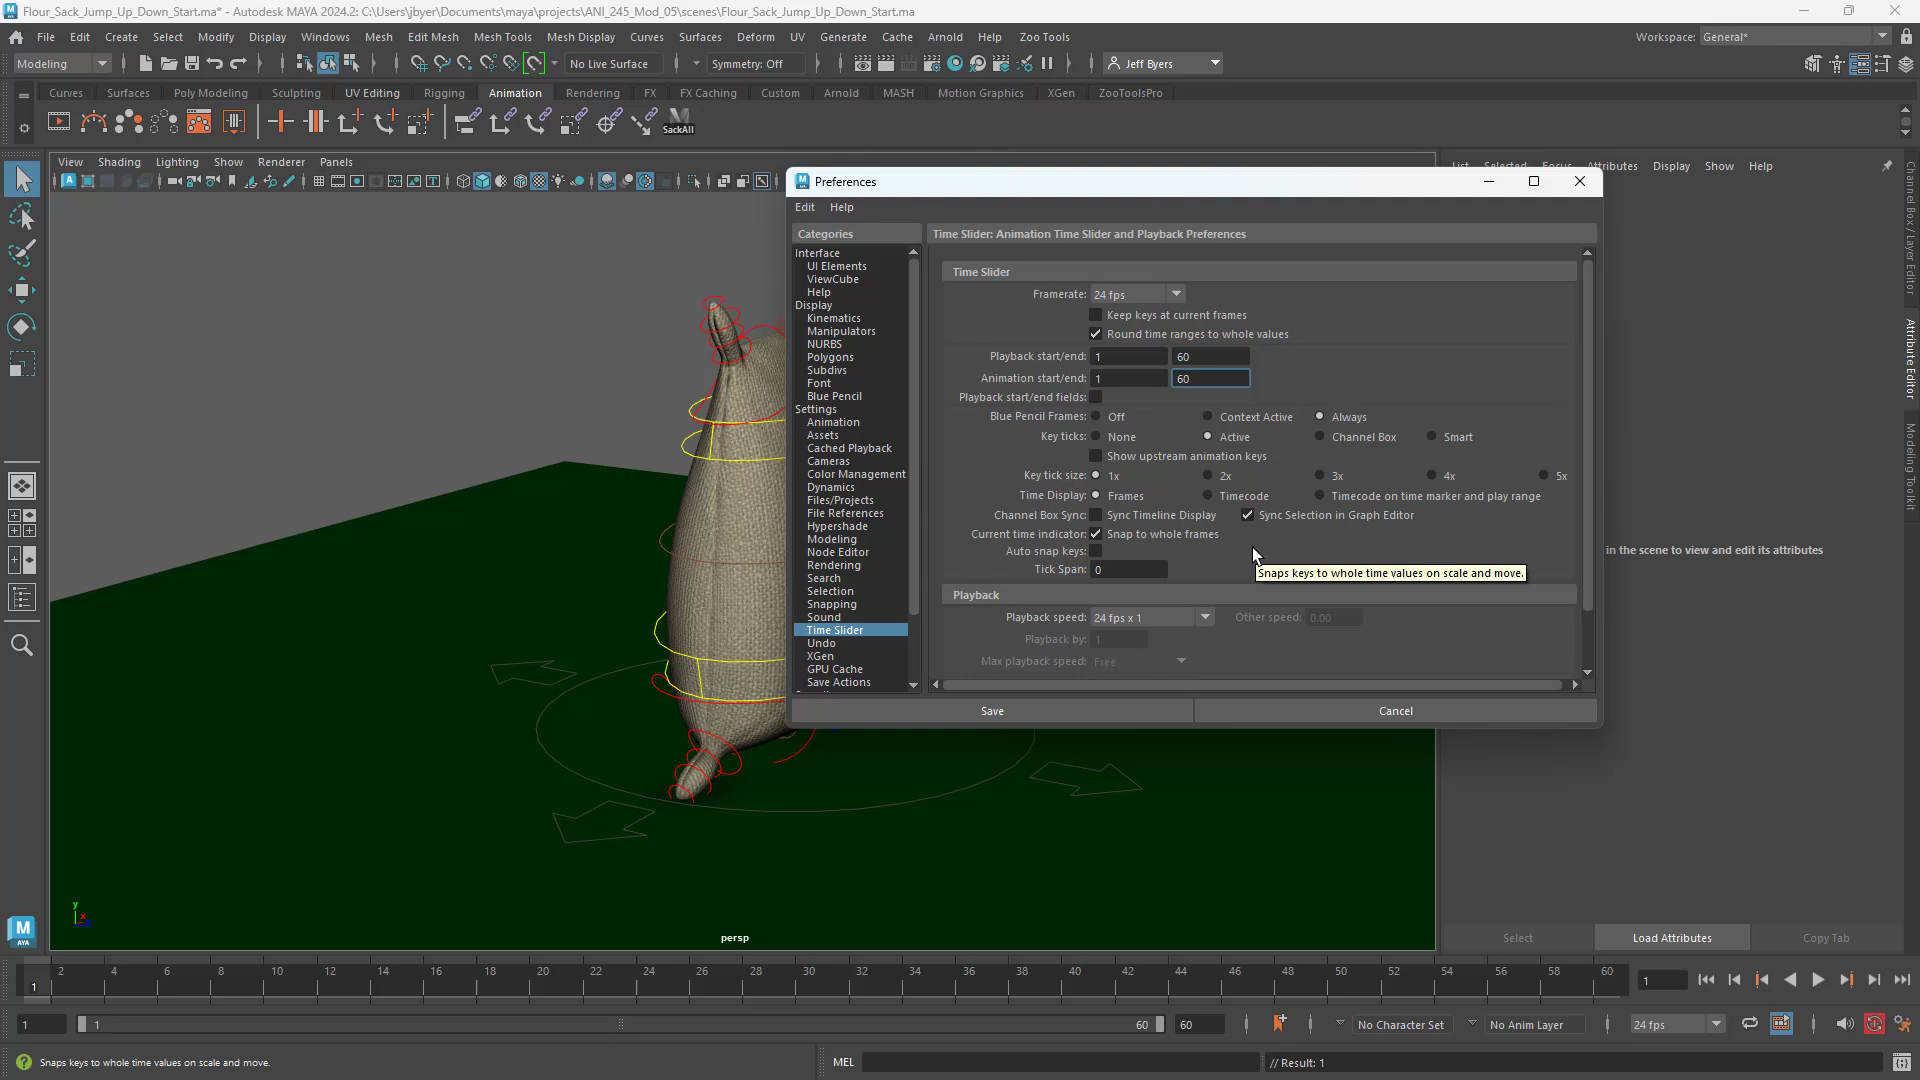 Flour_Sack_Jump_Up_Down_Start.ma* - Autodesk MAYA 2024.2: C:\Users\jbyer\Documents\maya\projects\ANI_245_Mod_05\scenes\Flour_Sack_Jump_Up_Down_Start.ma
File Edit Create Select Modify Display Windows Mesh Edit Mesh Mesh Tools Mesh Display Curves Surfaces Deform UV Generate Cache Arnold Help Zoo Tools Workspace: General*
Modeling No Live Surface Symmetry: Off Jeff Byers
Curves Surfaces Poly Modeling Sculpting UV Editing Rigging Animation Rendering FX FX Caching Custom Arnold MASH Motion Graphics XGen ZooToolsPro
SackAll
View Shading Lighting Show Renderer Panels
List Selected Focus Attributes Display Show Help
Preferences
Edit Help
Categories
Interface
UI Elements
ViewCube
Help
Display
Kinematics
Manipulators
NURBS
Polygons
Subdivs
Font
Blue Pencil
Settings
Animation
Assets
Cached Playback
Cameras
Color Management
Dynamics
Files/Projects
File References
Hypershade
Modeling
Node Editor
Rendering
Search
Selection
Snapping
Sound
Time Slider
Undo
XGen
GPU Cache
Save Actions
Time Slider: Animation Time Slider and Playback Preferences
Time Slider
Framerate: 24 fps
Keep keys at current frames
Round time ranges to whole values
Playback start/end: 1 60
Animation start/end: 1 60
Playback start/end fields:
Blue Pencil Frames: Off Context Active Always
Key ticks: None Active Channel Box Smart
Show upstream animation keys
Key tick size: 1x 2x 3x 4x 5x
Time Display: Frames Timecode Timecode on time marker and play range
Channel Box Sync: Sync Timeline Display Sync Selection in Graph Editor
Current time indicator: Snap to whole frames
Auto snap keys:
Snaps keys to whole time values on scale and move.
Tick Span: 0
Playback
Playback speed: 24 fps x 1 Other speed: 0.00
Playback by: 1
Max playback speed: Free
Save Cancel
Channel Box / Layer Editor
Attribute Editor
Modeling Toolkit
in the scene to view and edit its attributes
Select Load Attributes Copy Tab
y
x
M
AYA
persp
2 4 6 8 10 12 14 16 18 20 22 24 26 28 30 32 34 36 38 40 42 44 46 48 50 52 54 56 58 60
1 1
1 1 60 60 No Character Set No Anim Layer 24 fps
Snaps keys to whole time values on scale and move. MEL // Result: 1